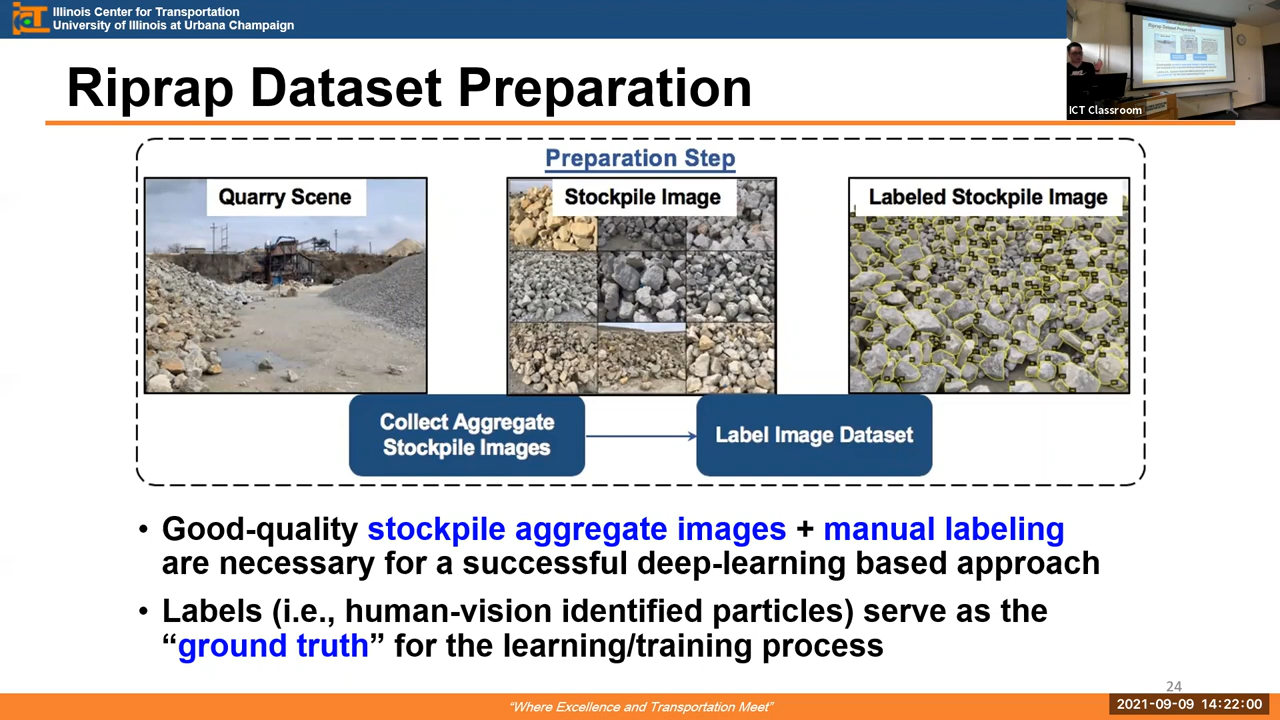 Illinois Center for Transportation
University of Illinois at Urbana Champaign
Riprap Dataset Preparation
ICT Classroom
Preparation Step
Quarry Scene
Stockpile Image
Labeled Stockpile Image
Collect Aggregate
Stockpile Images
Label Image Dataset
• Good-quality stockpile aggregate images + manual labeling
are necessary for a successful deep-learning based approach
• Labels (i.e., human-vision identified particles) serve as the
“ground truth” for the learning/training process
24
“Where Excellence and Transportation Meet”
2021-09-09 14:22:00